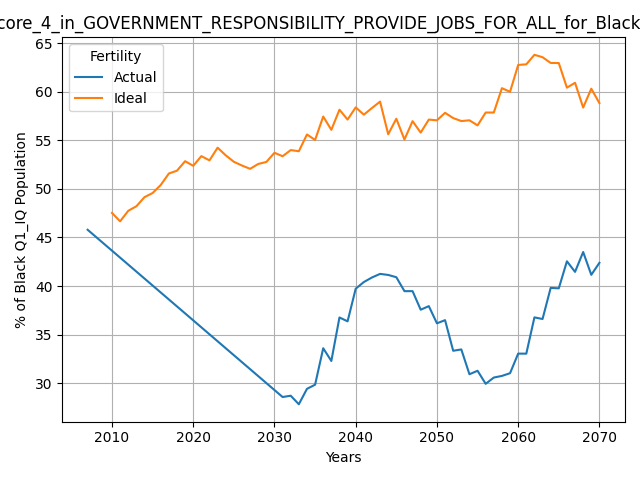 core_4_in_GOVERNMENT_RESPONSIBILITY_PROVIDE_JOBS_FOR_ALL_for_Black
Fertility
Actual
Ideal
% of Black Q1_IQ Population
65
60
55
50
45
40
35
30
2010 2020 2030 2040 2050 2060 2070
Years